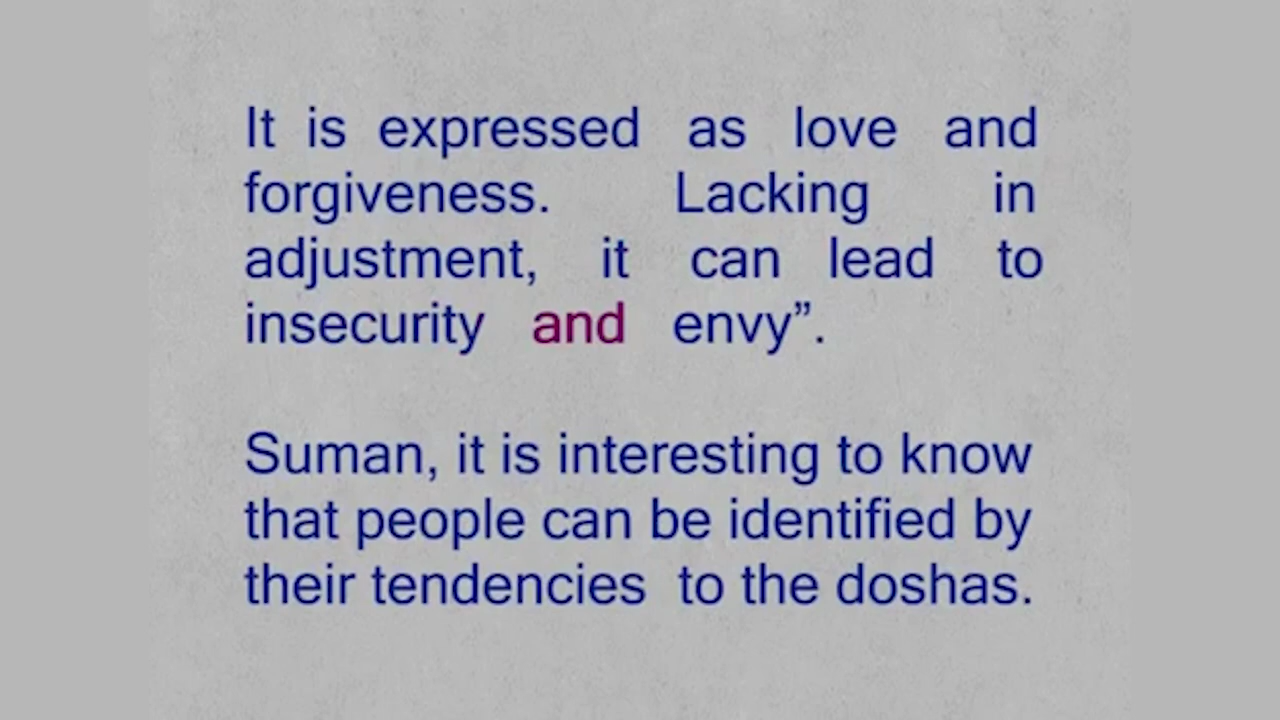 It is expressed as love and
forgiveness. Lacking in
adjustment, it can lead to
insecurity and envy”.
Suman, it is interesting to know
that people can be identified by
their tendencies to the doshas.